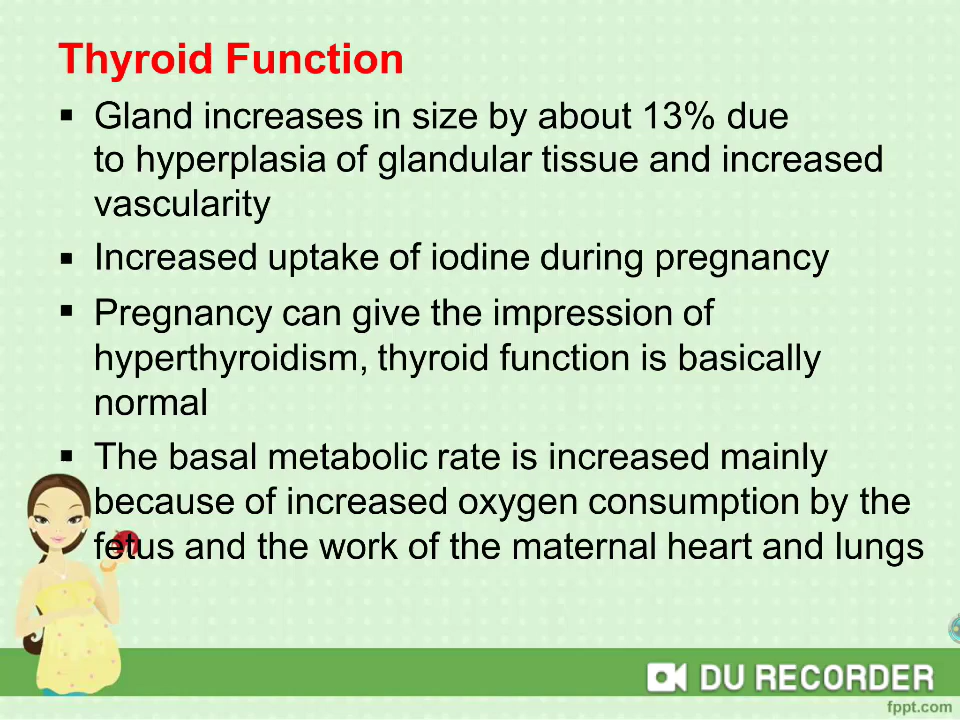 Thyroid Function
▪ Gland increases in size by about 13% due
to hyperplasia of glandular tissue and increased
vascularity
▪ Increased uptake of iodine during pregnancy
▪ Pregnancy can give the impression of
hyperthyroidism, thyroid function is basically
normal
▪ The basal metabolic rate is increased mainly
because of increased oxygen consumption by the
fetus and the work of the maternal heart and lungs
DU RECORDER
fppt.com